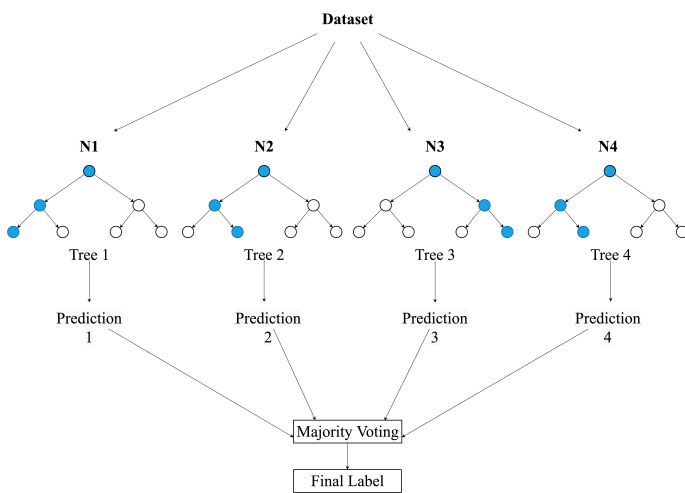 Dataset
N1
N2
N3
N4
Tree 1
Tree 2
Tree 3
Tree 4
Prediction
1
Prediction
2
Prediction
3
Prediction
4
Majority Voting
Final Label